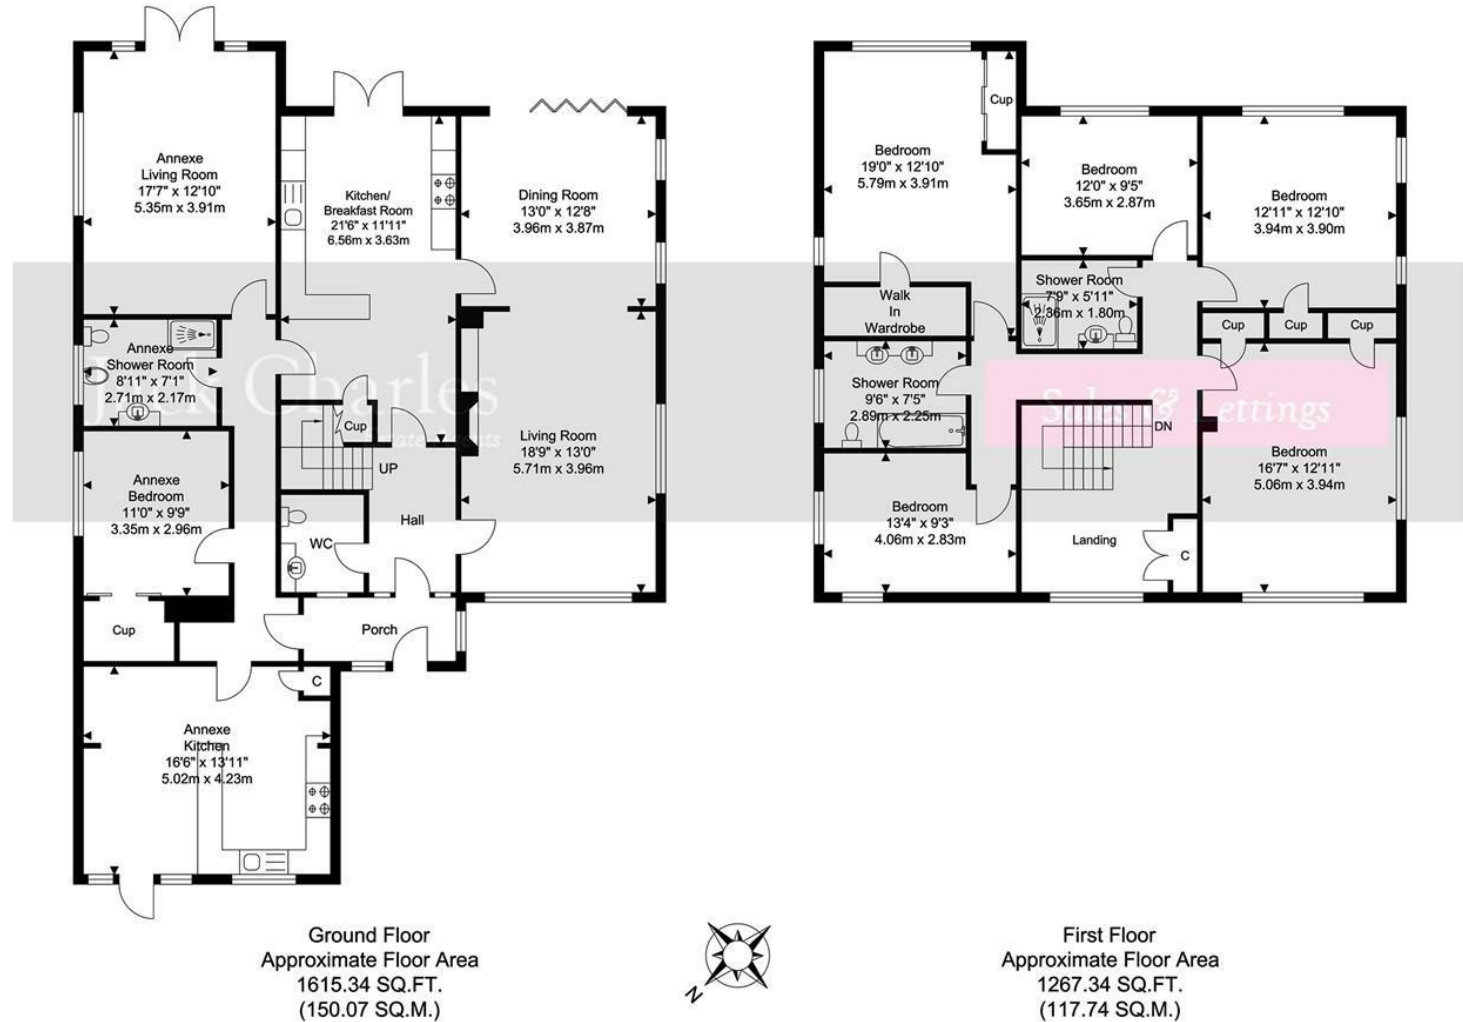 Annexe
Living Room
17'7" x 12'10"
5.35m x 3.91m
Kitchen/
Breakfast Room
21'6" x 11'11"
6.56m x 3.63m
Dining Room
13'0" x 12'8"
3.96m x 3.87m
Annexe
Shower Room
8'11" x 7'1"
2.71m x 2.17m
Jack Charles
Estate Agents
Cup
UP
Living Room
18'9" x 13'0"
5.71m x 3.96m
Annexe
Bedroom
11'0" x 9'9"
3.35m x 2.96m
WC
Hall
Cup
Porch
C
Annexe
Kitchen
16'6" x 13'11"
5.02m x 4.23m
Ground Floor
Approximate Floor Area
1615.34 SQ.FT.
(150.07 SQ.M.)
N
Bedroom
19'0" x 12'10"
5.79m x 3.91m
Cup
Bedroom
12'0" x 9'5"
3.65m x 2.87m
Bedroom
12'11" x 12'10"
3.94m x 3.90m
Walk
In
Wardrobe
Shower Room
7'9" x 5'11"
2.36m x 1.80m
Cup
Cup
Cup
Shower Room
9'6" x 7'5"
2.89m x 2.25m
Sales & Lettings
DN
Bedroom
16'7" x 12'11"
5.06m x 3.94m
Bedroom
13'4" x 9'3"
4.06m x 2.83m
Landing
C
First Floor
Approximate Floor Area
1267.34 SQ.FT.
(117.74 SQ.M.)